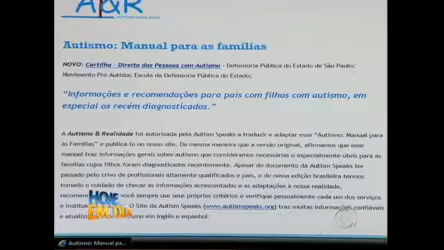 A&R
AUTISMO & REALIDADE
Autismo: Manual para as famílias
NOVO: Cartilha - Direito das Pessoas com Autismo - Defensoria Pública do Estado de São Paulo;
Movimento Pró Autista; Escola da Defensoria Pública do Estado;
“Informações e recomendações para pais com filhos com autismo, em
especial os recém diagnosticados.”
A Autismo & Realidade foi autorizada pela Autism Speaks a traduzir e adaptar esse “Autismo: Manual para
as Famílias” e publicá-lo no nosso site. Da mesma maneira que a versão original, afirmamos que esse
manual traz informações gerais sobre autismo que consideramos necessárias e especialmente úteis para as
famílias cujos filhos foram diagnosticados recentemente. Apesar do documento da Autism Speaks ter
passado pelo crivo de profissionais altamente qualificados e pais, e de nessa edição brasileira termos
tomado o cuidado de checar as informações acrescentadas e as adaptações à nossa realidade,
recomen você sempre use seus próprios critérios e verifique pessoalmente cada um dos serviços
e institui O Site da Autism Speaks (www.autismspeaks.org) traz muitas informações confiáveis
e atualiz ismo em inglês e espanhol.
HOJE
EM DIA
Autismo: Manual pa...